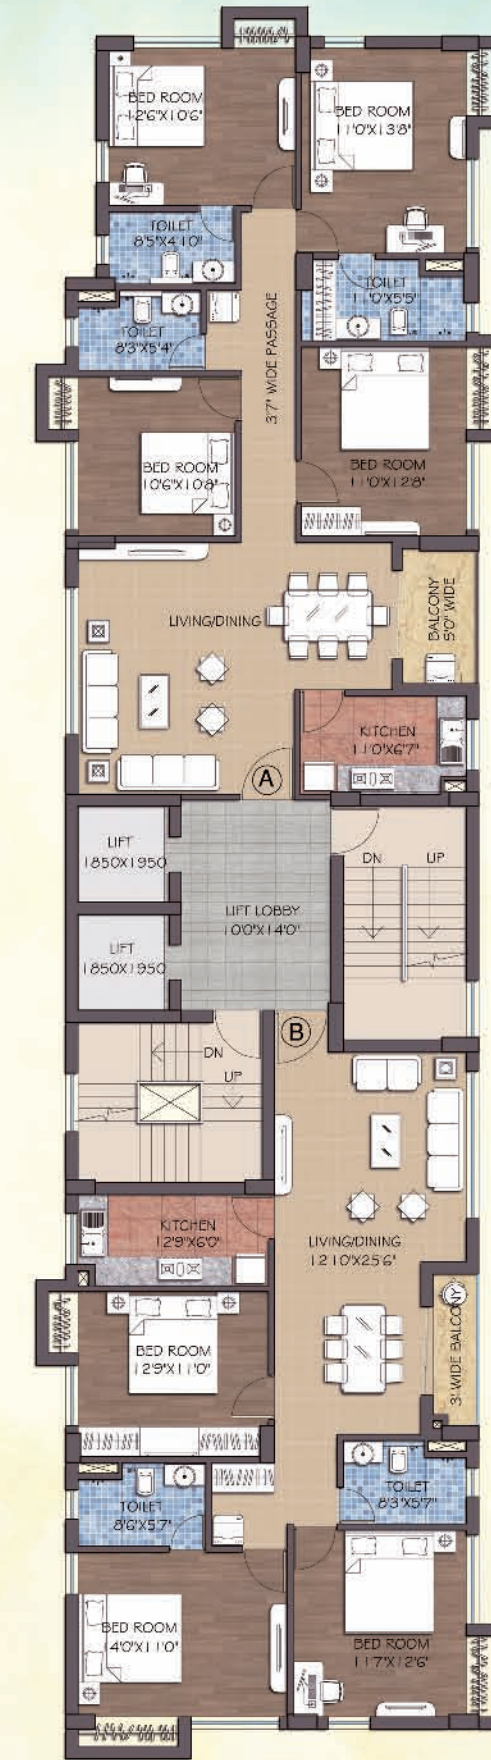 BED ROOM
12'6"X10'6"
BED ROOM
11'0"X13'8"
TOILET
8'5"X4'10"
TOILET
11'0"X5'5"
TOILET
8'3"X5'4"
3'7" WIDE PASSAGE
BED ROOM
10'6"X10'8"
BED ROOM
11'0"X12'8"
LIVING/DINING
BALCONY
5'0" WIDE
KITCHEN
11'0"X6'7"
A
LIFT
1850X1950
DN
UP
LIFT LOBBY
10'0"X14'0"
LIFT
1850X1950
B
DN
UP
KITCHEN
12'9"X6'0"
LIVING/DINING
12'10"X25'6"
BED ROOM
12'9"X11'0"
3' WIDE BALCONY
TOILET
8'6"X5'7"
TOILET
8'3"X5'7"
BED ROOM
14'0"X11'0"
BED ROOM
11'7"X12'6"